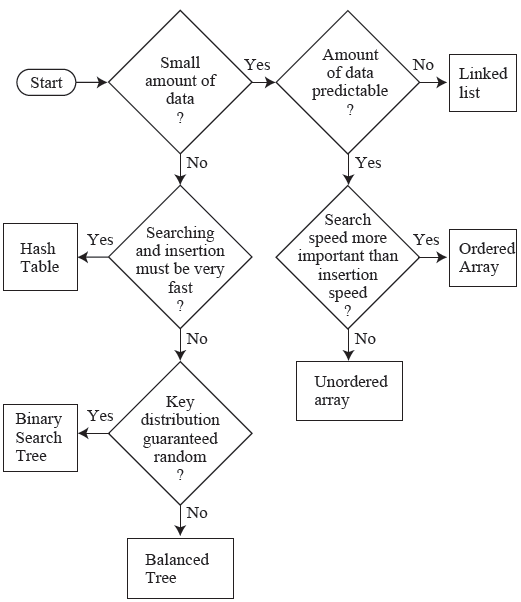 Start
Small
amount of
data
?
Yes
Amount
of data
predictable
?
No
Linked
list
No
Yes
Hash
Table
Yes
Searching
and insertion
must be very
fast
?
Search
speed more
important than
insertion
speed
?
Yes
Ordered
Array
No
No
Unordered
array
Binary
Search
Tree
Yes
Key
distribution
guaranteed
random
?
No
Balanced
Tree